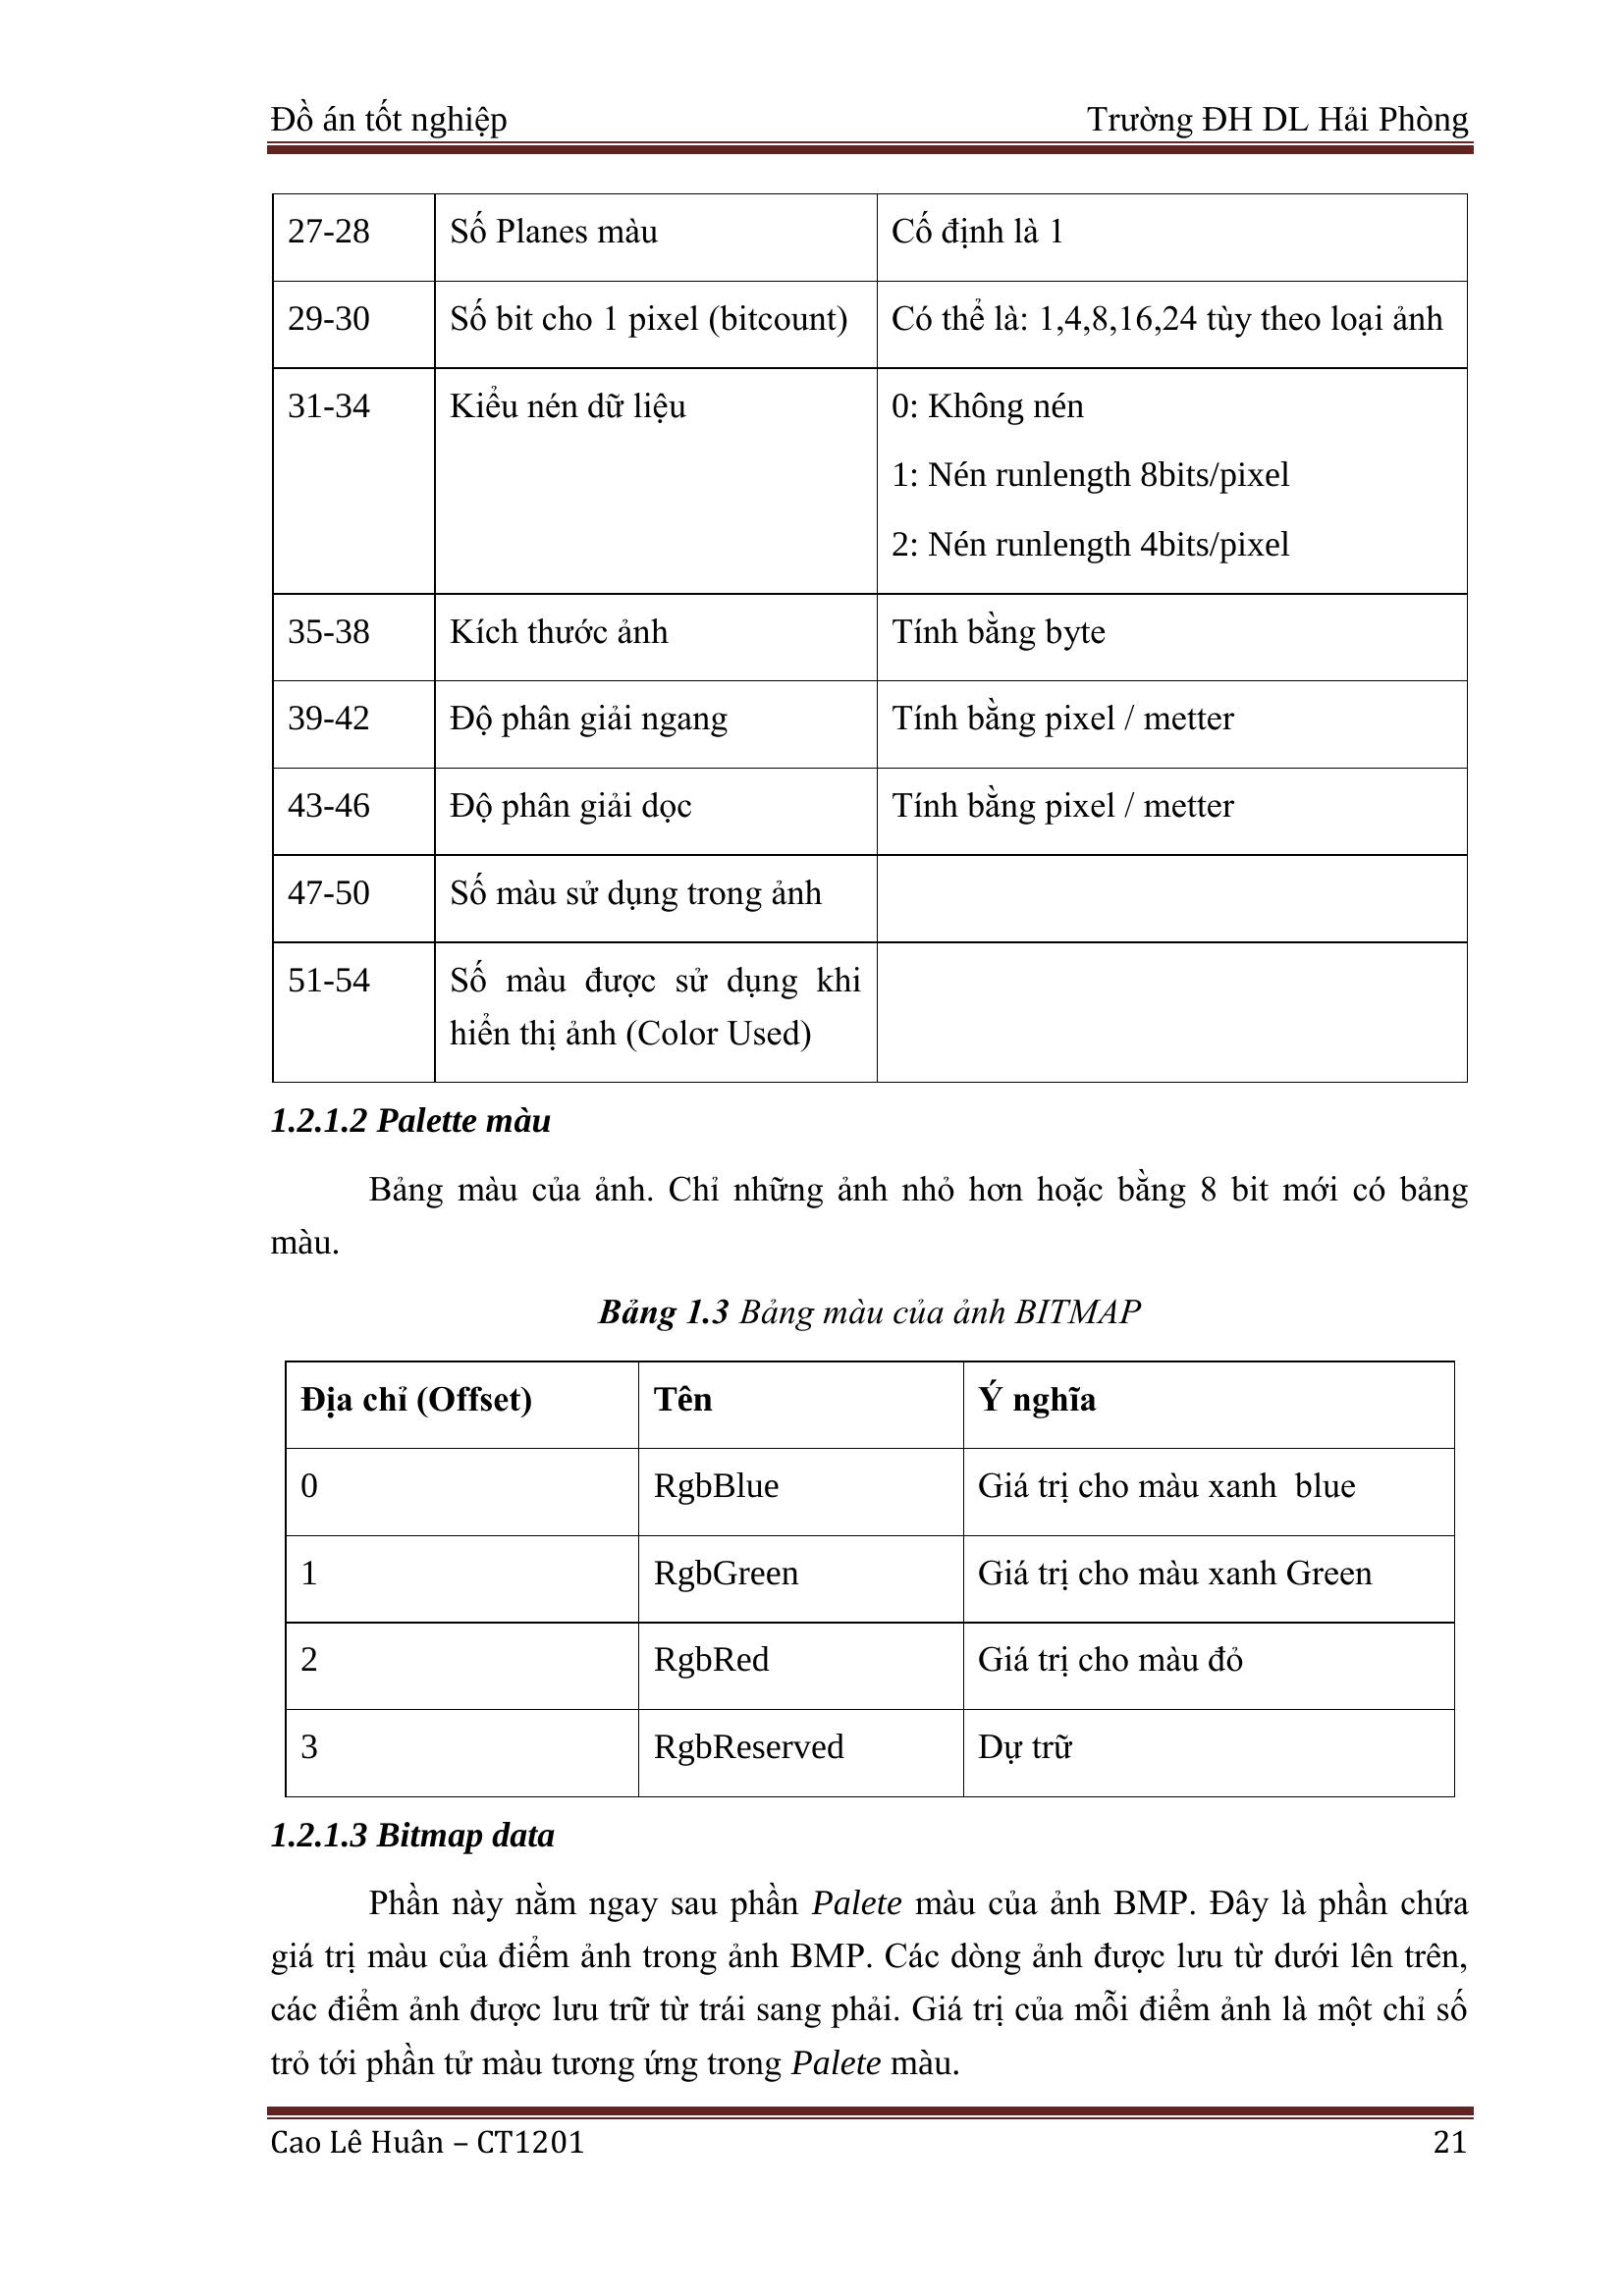 Đồ án tốt nghiệp Trường ĐH DL Hải Phòng
27-28 Số Planes màu Cố định là 1
29-30 Số bit cho 1 pixel (bitcount) Có thể là: 1,4,8,16,24 tùy theo loại ảnh
31-34 Kiểu nén dữ liệu 0: Không nén
1: Nén runlength 8bits/pixel
2: Nén runlength 4bits/pixel
35-38 Kích thước ảnh Tính bằng byte
39-42 Độ phân giải ngang Tính bằng pixel / metter
43-46 Độ phân giải dọc Tính bằng pixel / metter
47-50 Số màu sử dụng trong ảnh
51-54 Số màu được sử dụng khi
hiển thị ảnh (Color Used)
1.2.1.2 Palette màu
Bảng màu của ảnh. Chỉ những ảnh nhỏ hơn hoặc bằng 8 bit mới có bảng
màu.
Bảng 1.3 Bảng màu của ảnh BITMAP
Địa chỉ (Offset) Tên Ý nghĩa
0 RgbBlue Giá trị cho màu xanh blue
1 RgbGreen Giá trị cho màu xanh Green
2 RgbRed Giá trị cho màu đỏ
3 RgbReserved Dự trữ
1.2.1.3 Bitmap data
Phần này nằm ngay sau phần Palete màu của ảnh BMP. Đây là phần chứa
giá trị màu của điểm ảnh trong ảnh BMP. Các dòng ảnh được lưu từ dưới lên trên,
các điểm ảnh được lưu trữ từ trái sang phải. Giá trị của mỗi điểm ảnh là một chỉ số
trỏ tới phần tử màu tương ứng trong Palete màu.
Cao Lê Huân – CT1201 21